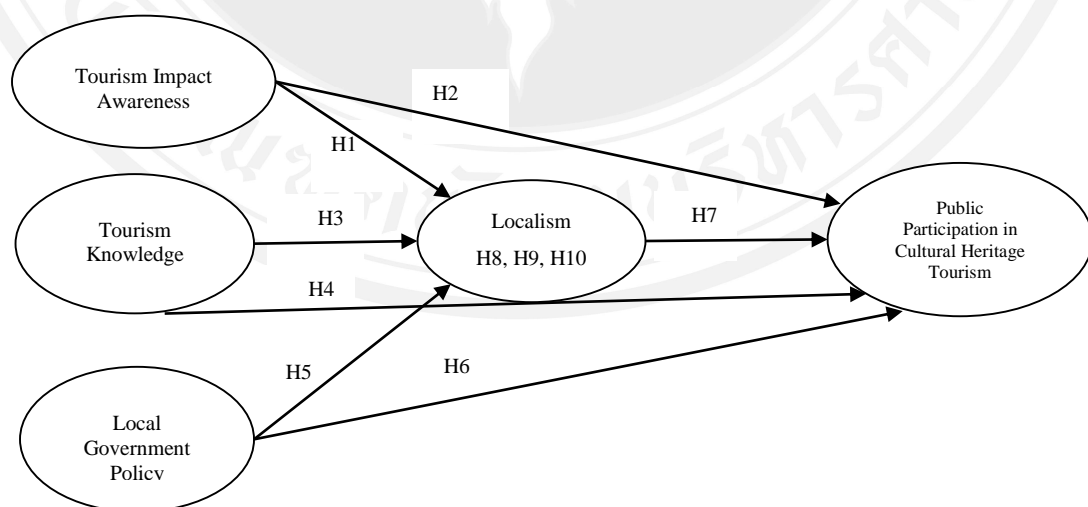 Tourism Impact
Awareness
H2
H1
Tourism
Knowledge
H3
Localism
H8, H9, H10
H7
Public
Participation in
Cultural Heritage
Tourism
H4
H5
H6
Local
Government
Policy